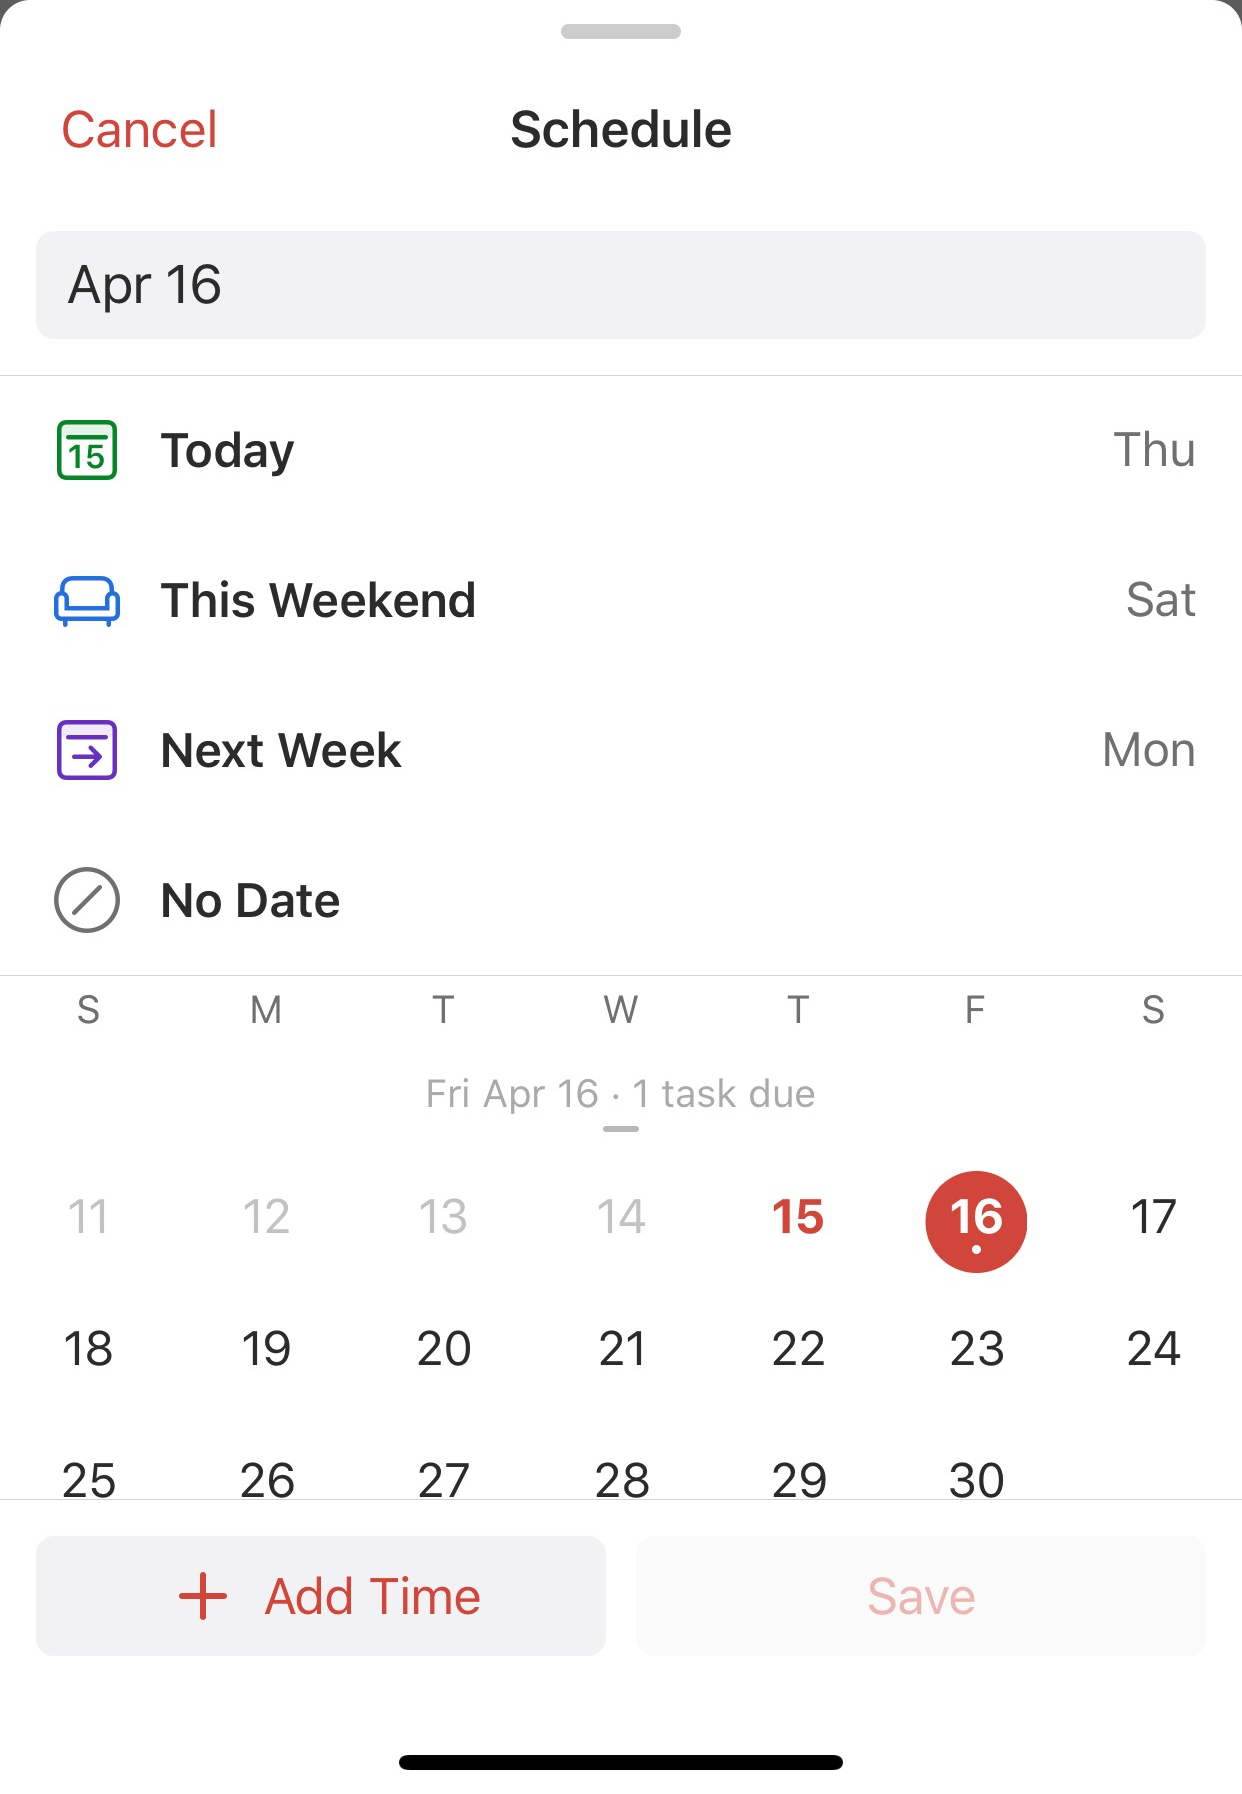 Cancel Schedule
Apr 16
15 Today Thu
This Weekend Sat
Next Week Mon
No Date
S M T W T F S
Fri Apr 16 · 1 task due
11 12 13 14 15 16 17
18 19 20 21 22 23 24
25 26 27 28 29 30
+ Add Time Save